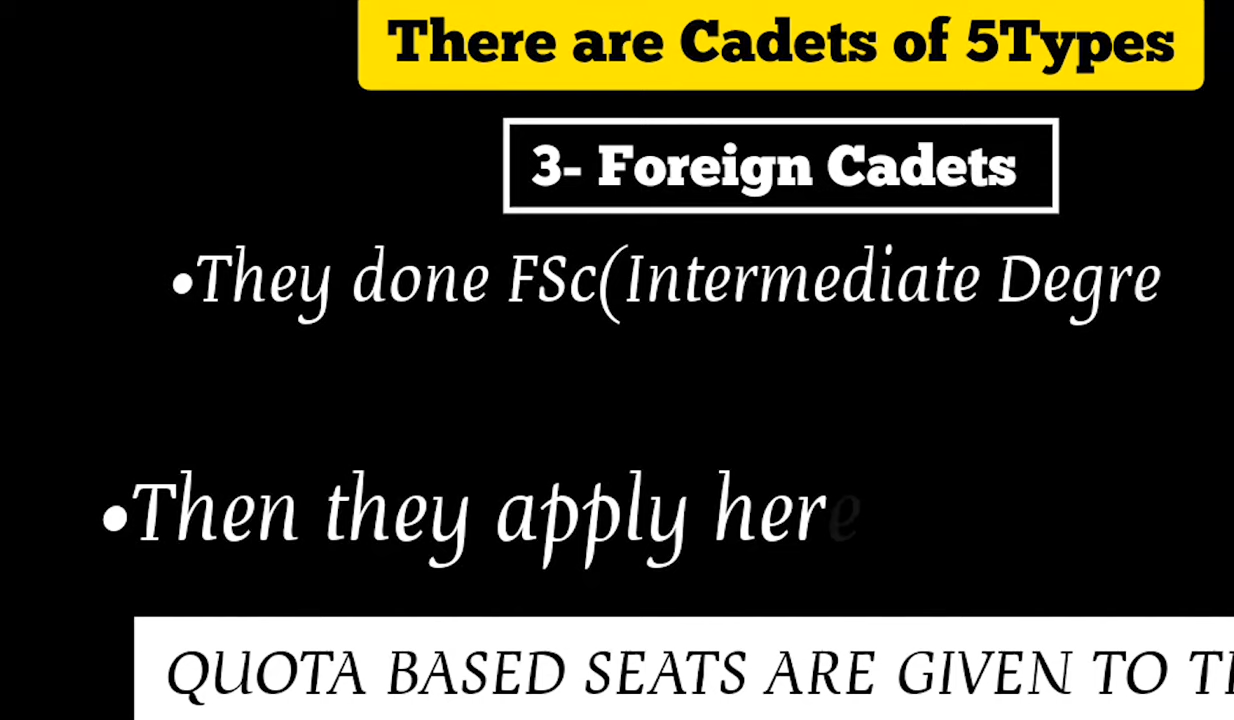 There are Cadets of 5Types
3- Foreign Cadets
•They done FSc(Intermediate Degre
•Then they apply here
QUOTA BASED SEATS ARE GIVEN TO